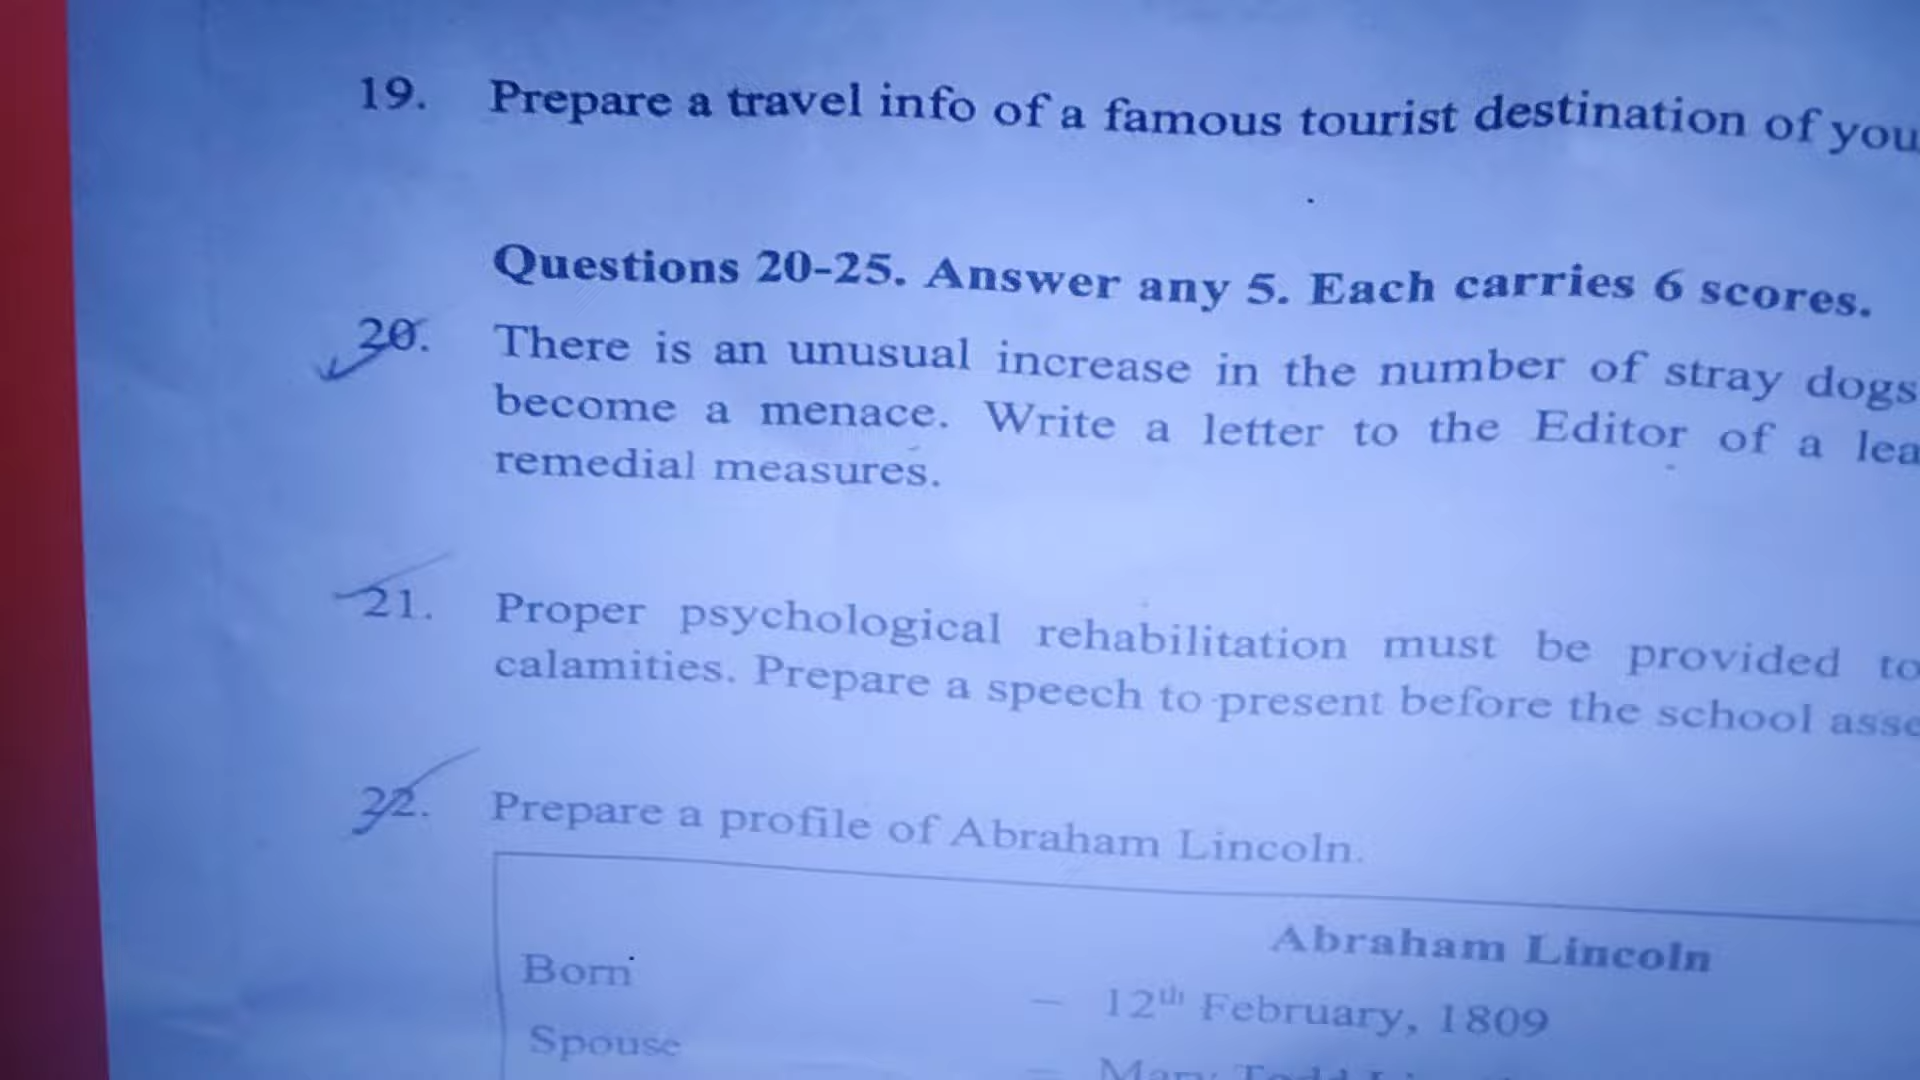 19. Prepare a travel info of a famous tourist destination of you
Questions 20-25. Answer any 5. Each carries 6 scores.
20. There is an unusual increase in the number of stray dogs
become a menace. Write a letter to the Editor of a lea
remedial measures.
21. Proper psychological rehabilitation must be provided to
calamities. Prepare a speech to present before the school asse
22. Prepare a profile of Abraham Lincoln.
Abraham Lincoln
Born – 12th February, 1809
Spouse – Mary Todd